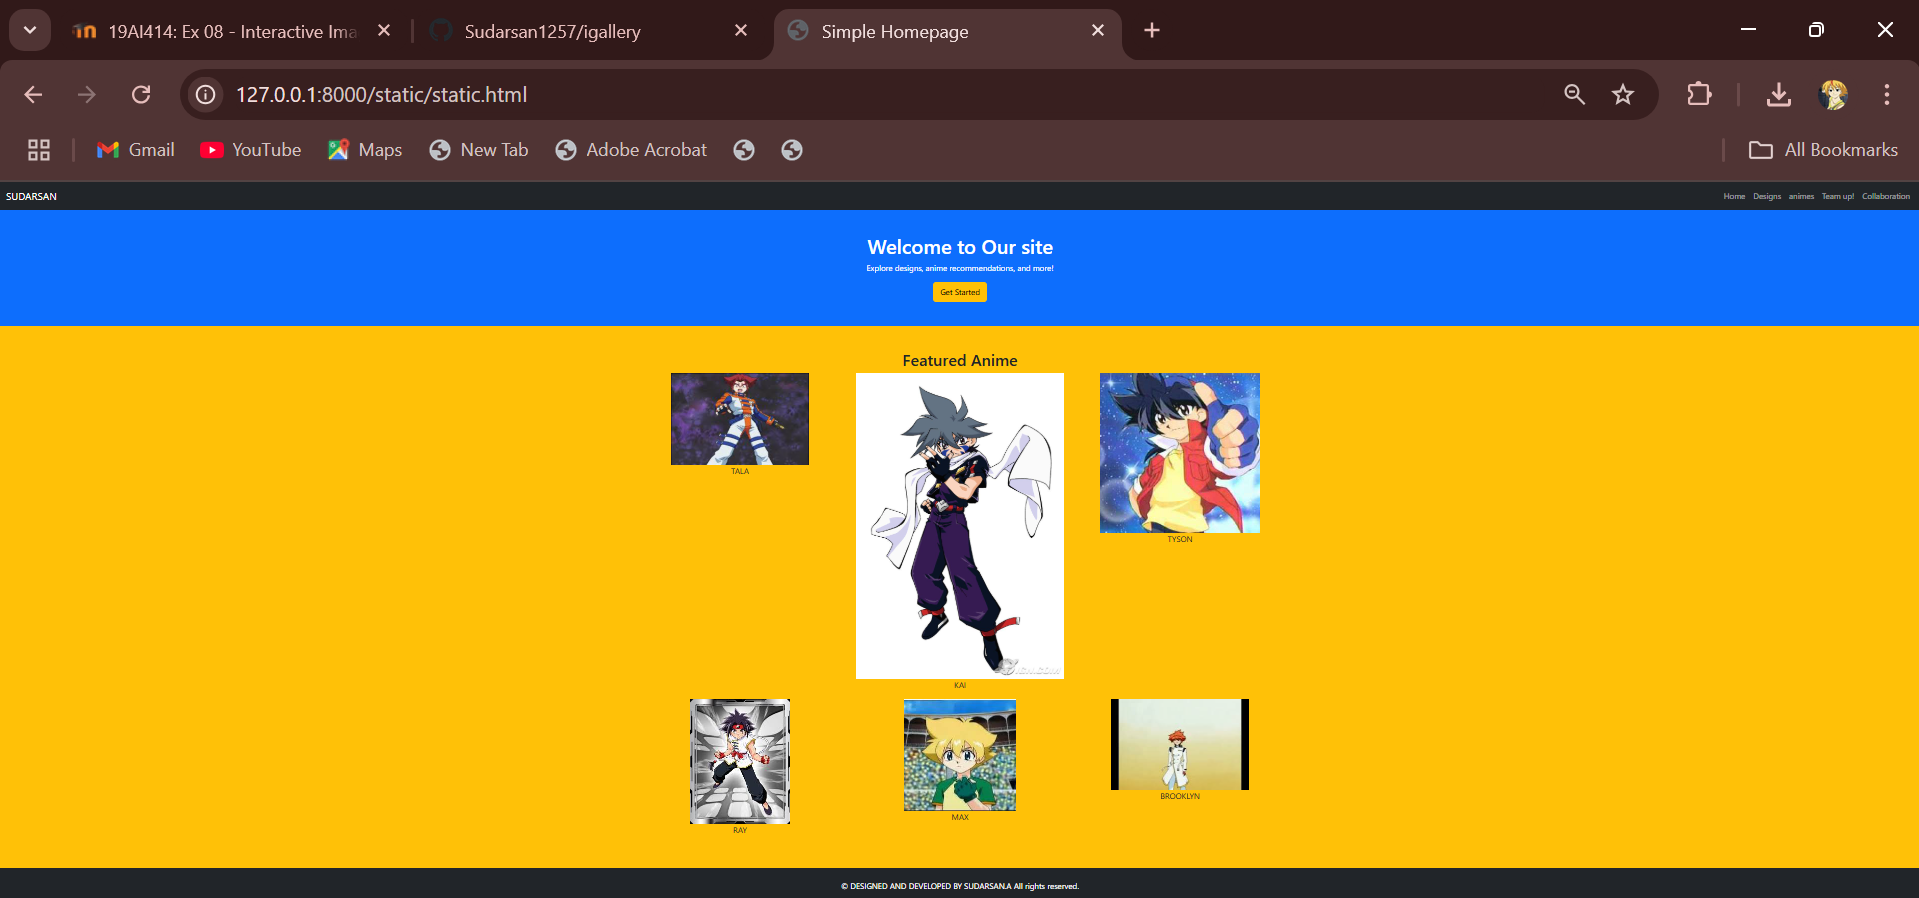 19AI414: Ex 08 - Interactive Ima
Sudarsan1257/igallery
Simple Homepage
127.0.0.1:8000/static/static.html
Gmail
YouTube
Maps
New Tab
Adobe Acrobat
All Bookmarks
SUDARSAN
Home Designs animes Team up! Collaboration
Welcome to Our site
Explore designs, anime recommendations, and more!
Get Started
Featured Anime
TALA
TYSON
KAI
RAY
MAX
BROOKLYN
© DESIGNED AND DEVELOPED BY SUDARSAN.A All rights reserved.